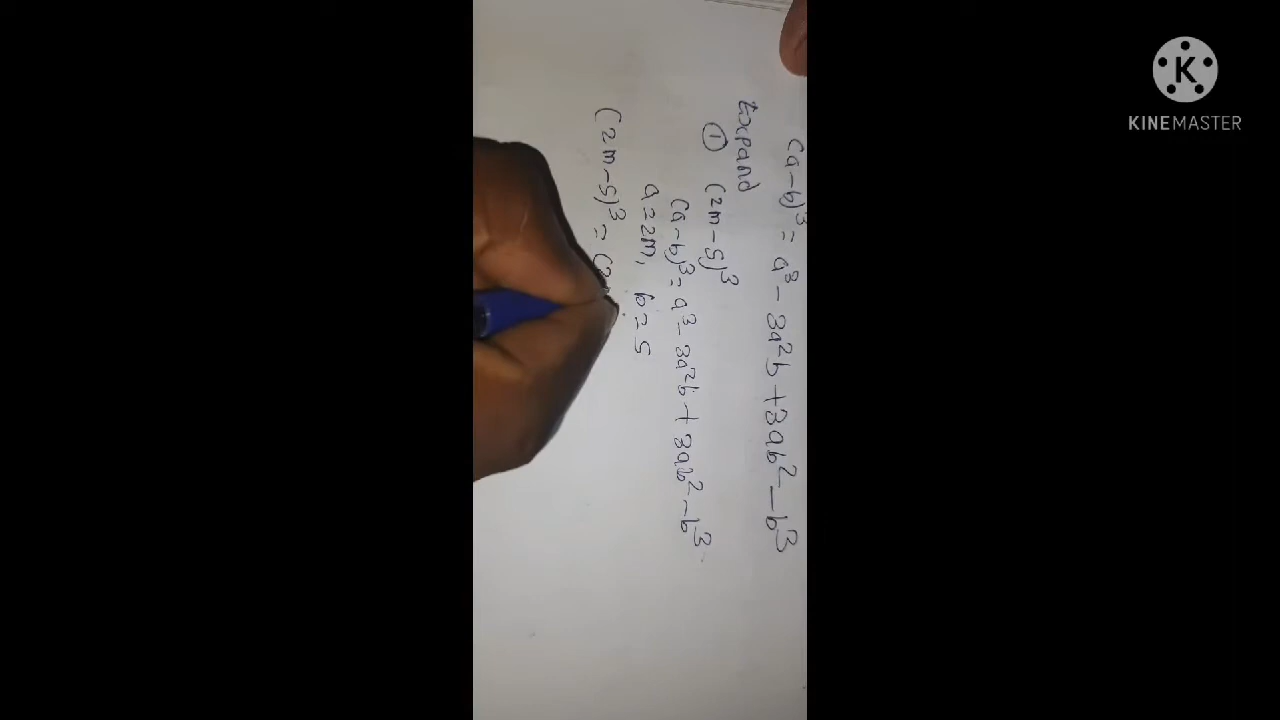 (a-b)³ = a³ - 3a²b + 3ab² - b³
Expand
① (2m-5)³
(a-b)³ = a³ - 3a²b + 3ab² - b³
a = 2m, b = 5
(2m-5)³ = (2
KINEMASTER